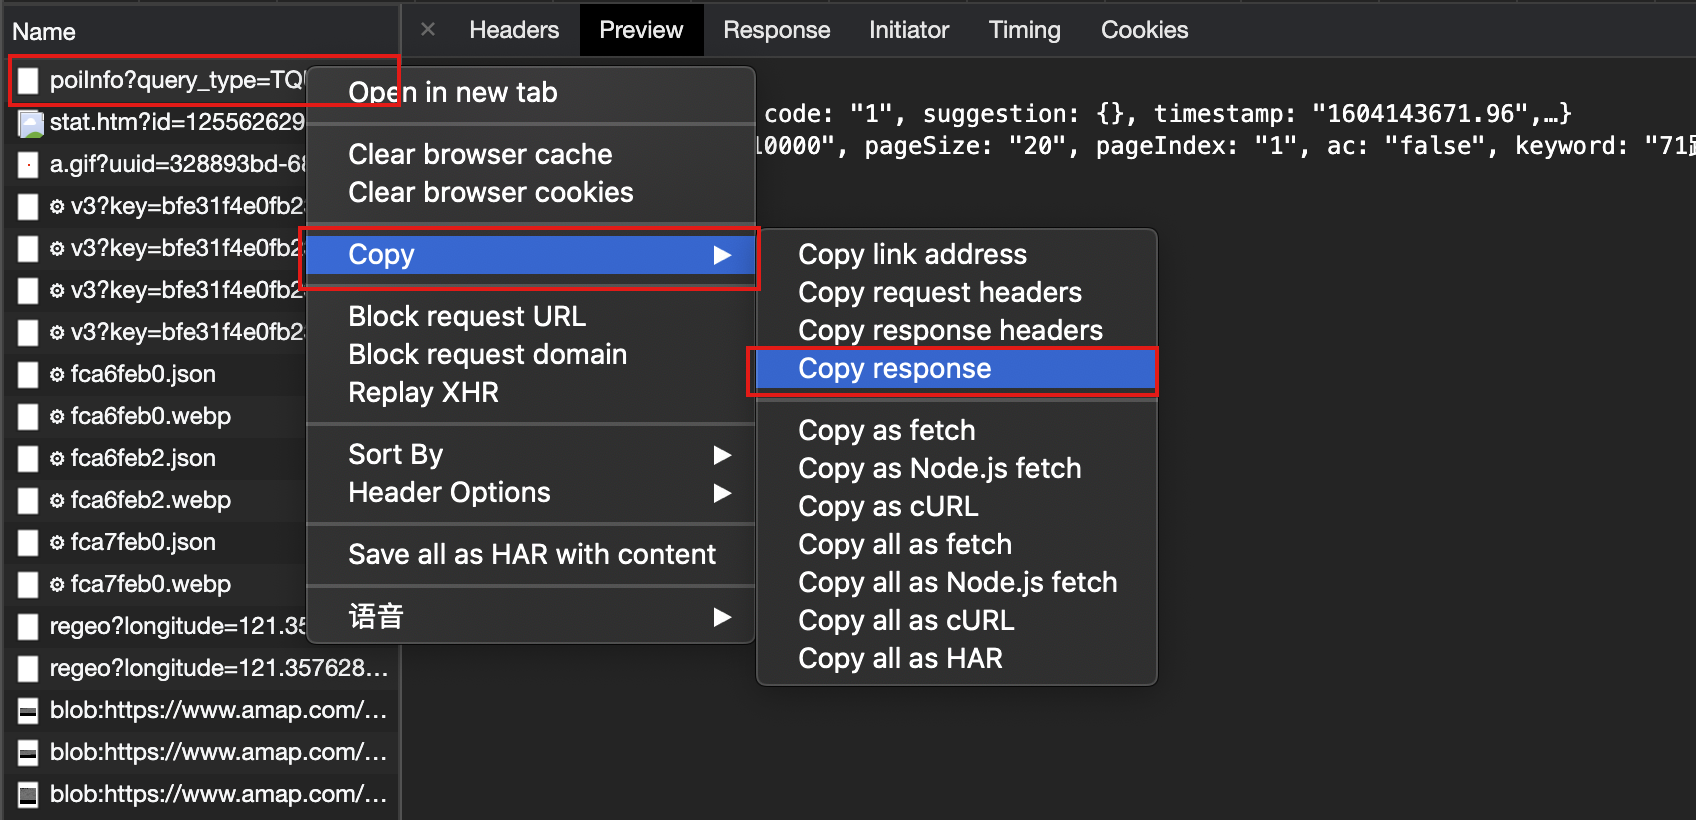 Name
× Headers Preview Response Initiator Timing Cookies
poiInfo?query_type=TQ
stat.htm?id=125562629
a.gif?uuid=328893bd-68
v3?key=bfe31f4e0fb2
v3?key=bfe31f4e0fb2
v3?key=bfe31f4e0fb2
v3?key=bfe31f4e0fb2
fca6feb0.json
fca6feb0.webp
fca6feb2.json
fca6feb2.webp
fca7feb0.json
fca7feb0.webp
regeo?longitude=121.35
regeo?longitude=121.357628...
blob:https://www.amap.com/...
blob:https://www.amap.com/...
blob:https://www.amap.com/...
Open in new tab
Clear browser cache
Clear browser cookies
Copy
Block request URL
Block request domain
Replay XHR
Sort By
Header Options
Save all as HAR with content
语音
code: "1", suggestion: {}, timestamp: "1604143671.96",…}
10000", pageSize: "20", pageIndex: "1", ac: "false", keyword: "71路
Copy link address
Copy request headers
Copy response headers
Copy response
Copy as fetch
Copy as Node.js fetch
Copy as cURL
Copy all as fetch
Copy all as Node.js fetch
Copy all as cURL
Copy all as HAR